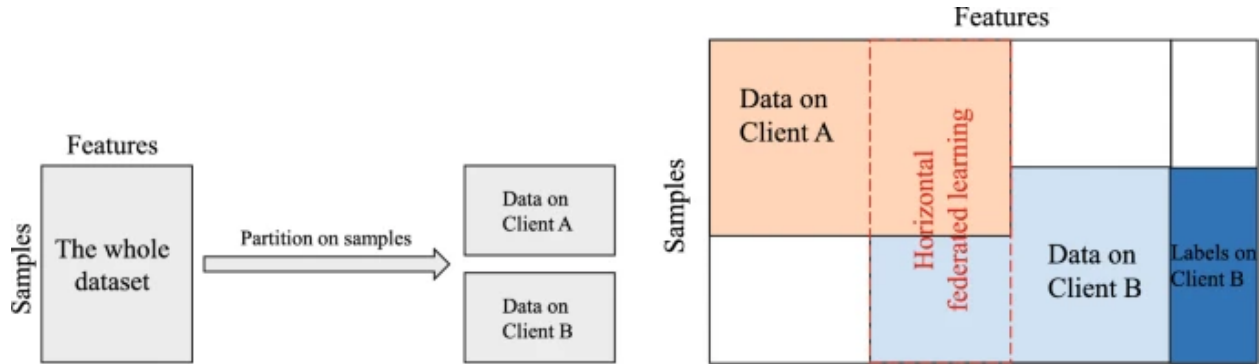 Features
Samples
The whole
dataset
Partition on samples
Data on
Client A
Data on
Client B
Features
Samples
Data on
Client A
Horizontal
federated learning
Data on
Client B
Labels on
Client B